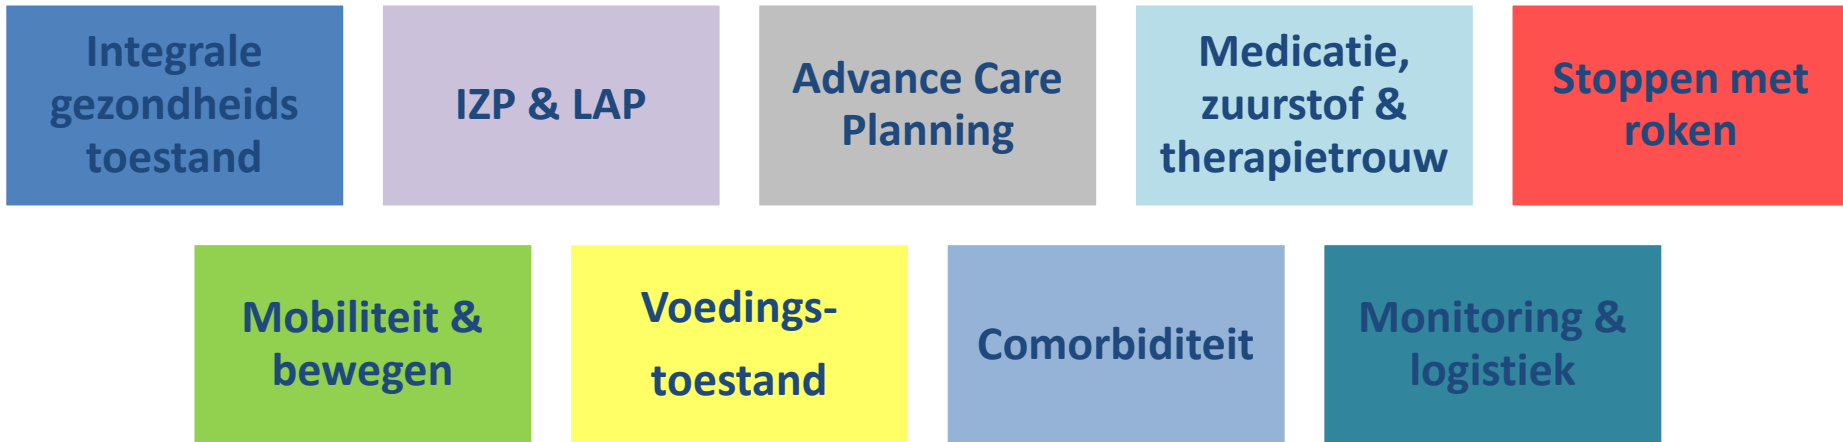 Integrale
gezondheids
toestand
IZP & LAP
Advance Care
Planning
Medicatie,
zuurstof &
therapietrouw
Stoppen met
roken
Mobiliteit &
bewegen
Voedings-
toestand
Comorbiditeit
Monitoring &
logistiek